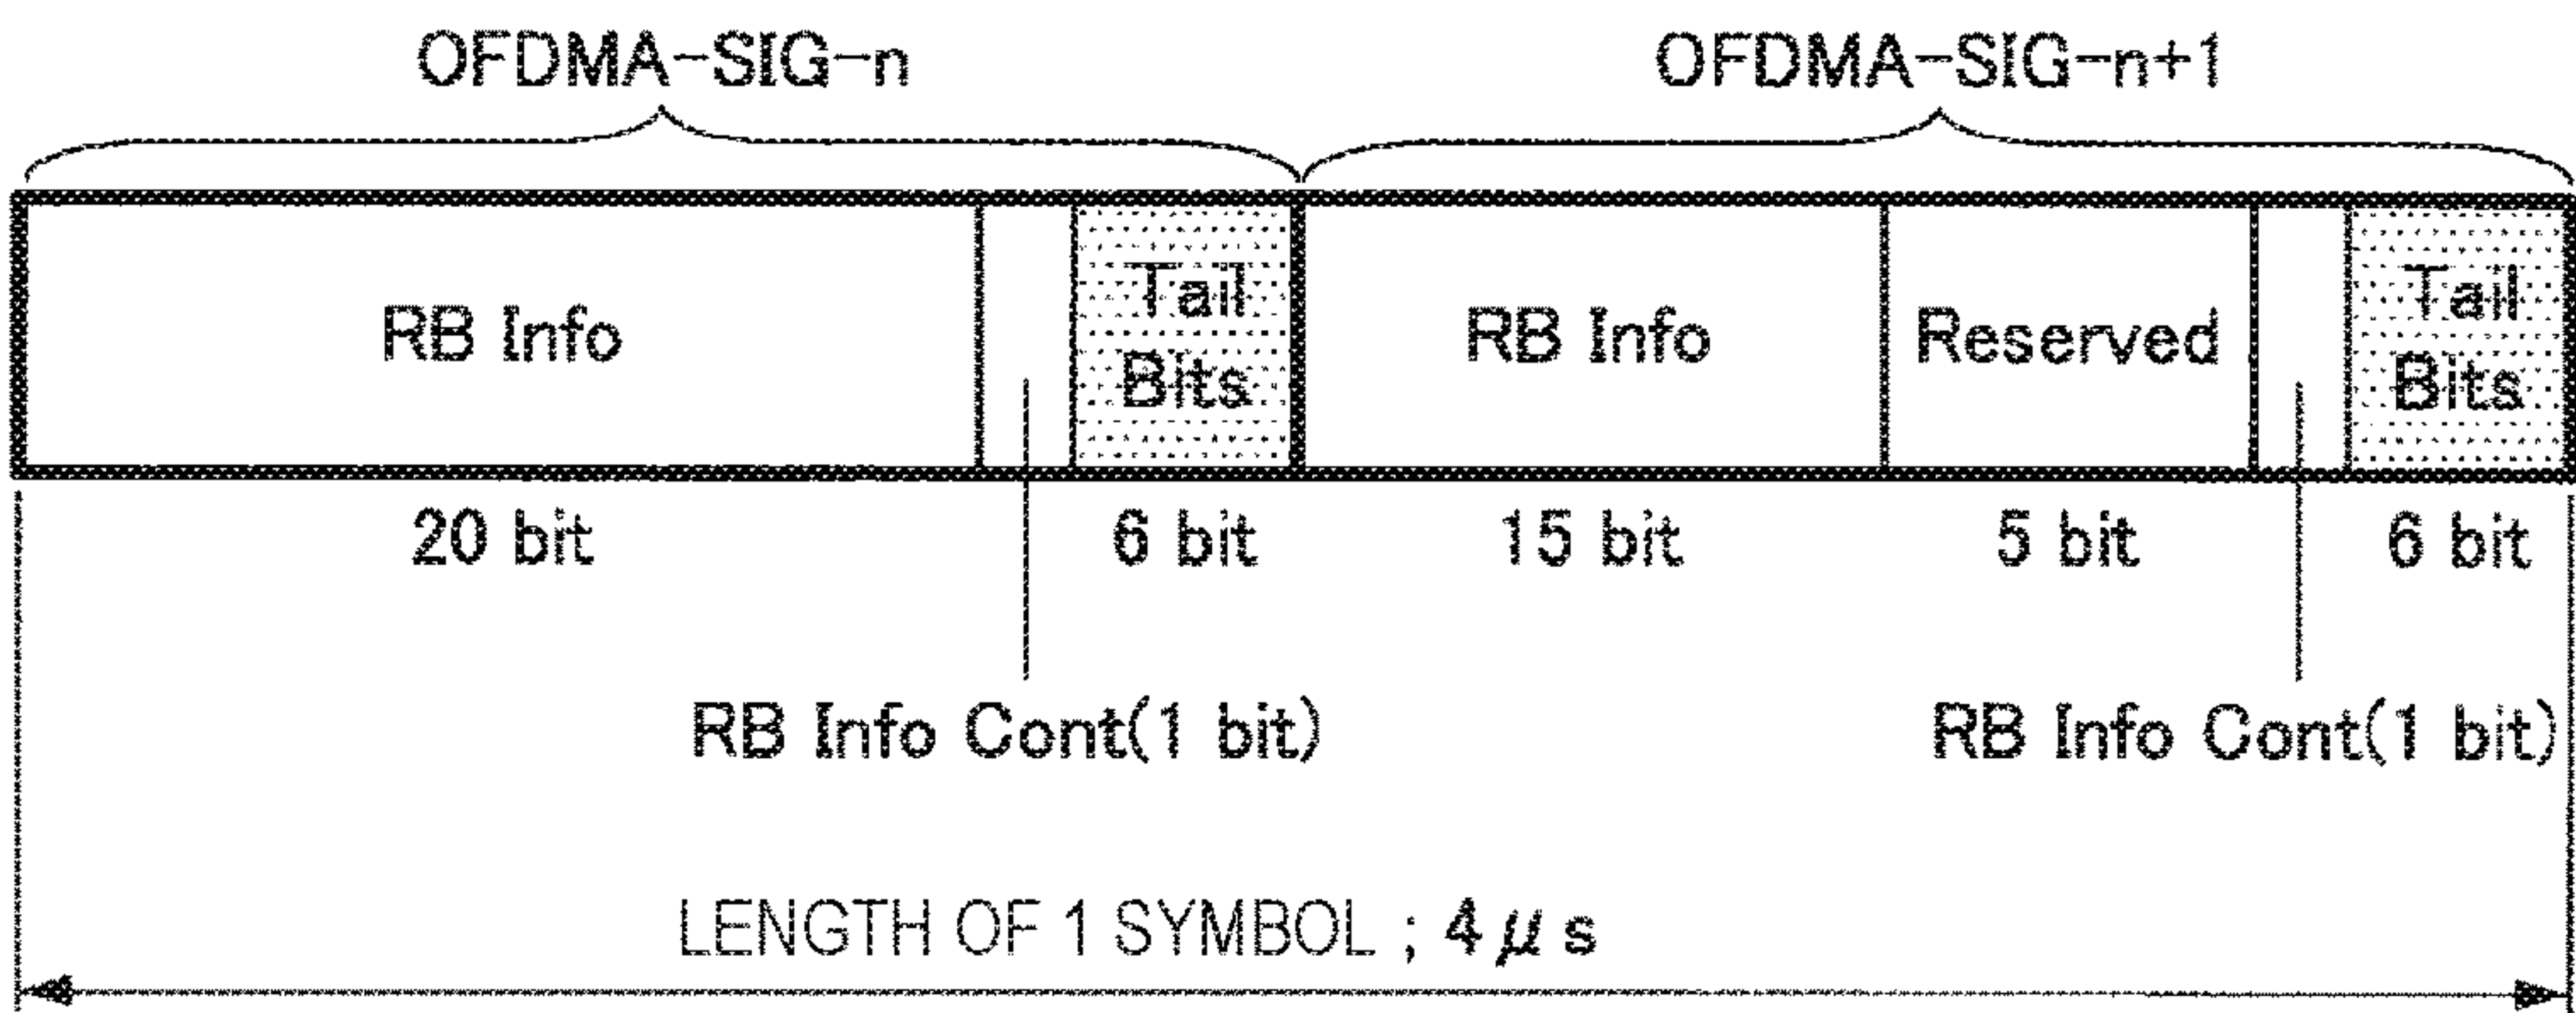 OFDMA-SIG-n OFDMA-SIG-n+1
RB Info Tail Bits RB Info Reserved Tail Bits
20 bit 6 bit 15 bit 5 bit 6 bit
RB Info Cont(1 bit) RB Info Cont(1 bit)
LENGTH OF 1 SYMBOL ; 4 μs